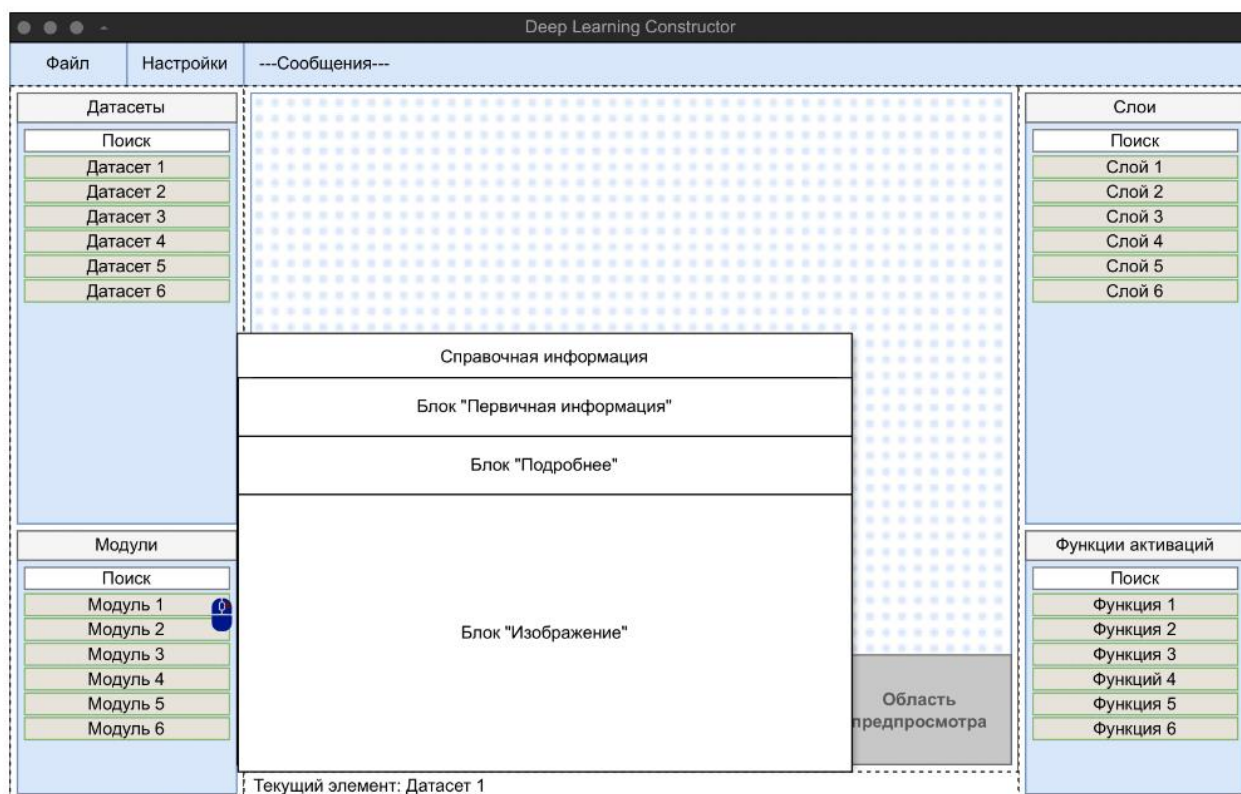 Deep Learning Constructor
Файл
Настройки
---Сообщения---
Датасеты
Поиск
Датасет 1
Датасет 2
Датасет 3
Датасет 4
Датасет 5
Датасет 6
Модули
Поиск
Модуль 1
Модуль 2
Модуль 3
Модуль 4
Модуль 5
Модуль 6
Справочная информация
Блок "Первичная информация"
Блок "Подробнее"
Блок "Изображение"
Область
предпросмотра
Текущий элемент: Датасет 1
Слои
Поиск
Слой 1
Слой 2
Слой 3
Слой 4
Слой 5
Слой 6
Функции активаций
Поиск
Функция 1
Функция 2
Функция 3
Функций 4
Функция 5
Функция 6